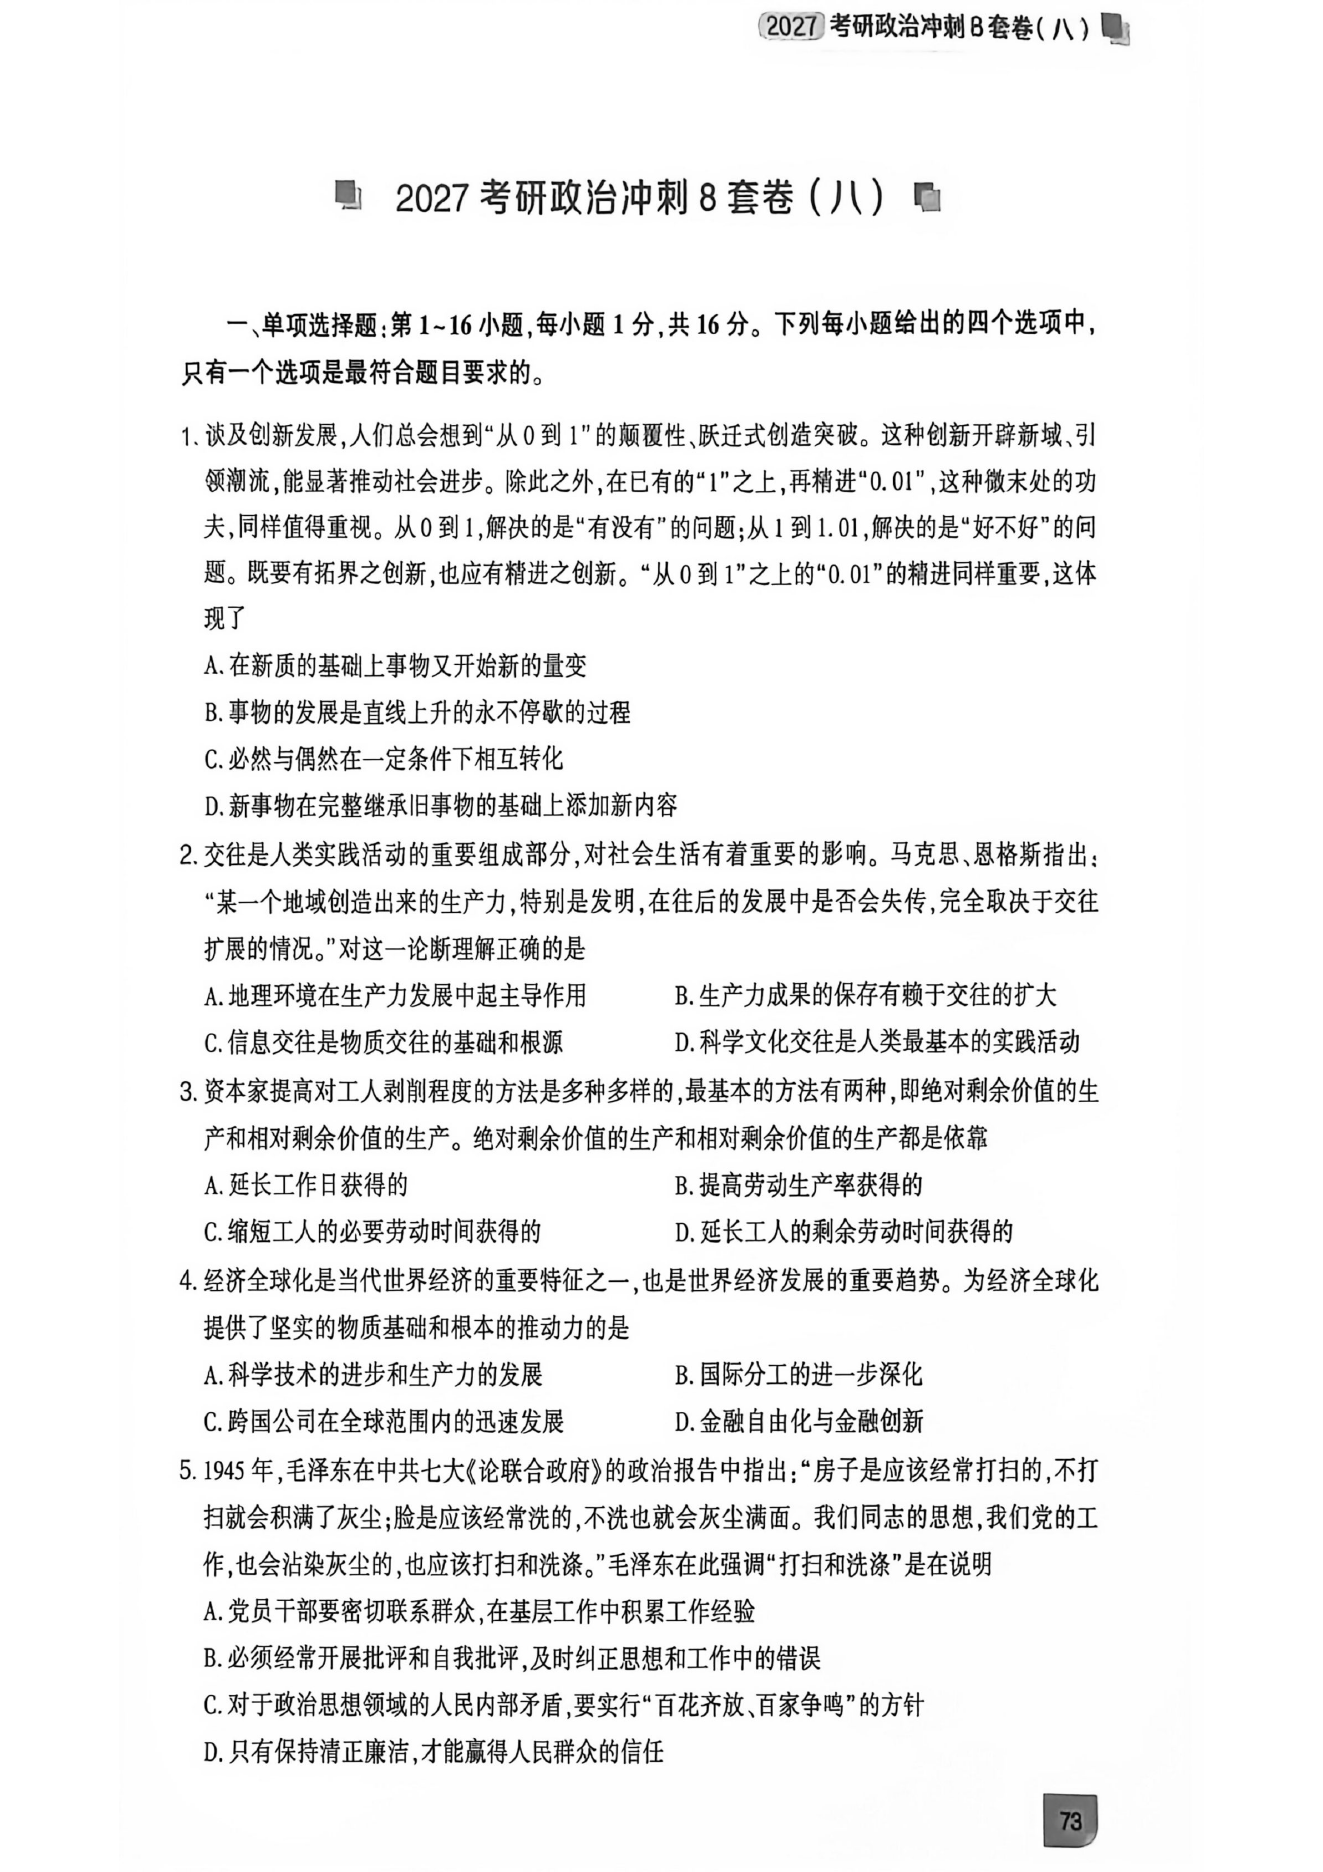 2027 考研政治冲刺8套卷(八)
2027 考研政治冲刺 8 套卷(八)
一、单项选择题:第 1~16 小题,每小题 1 分,共 16 分。下列每小题给出的四个选项中,
只有一个选项是最符合题目要求的。
1. 谈及创新发展,人们总会想到“从 0 到 1”的颠覆性、跃迁式创造突破。这种创新开辟新域、引
领潮流,能显著推动社会进步。除此之外,在已有的“1”之上,再精进“0.01”,这种微末处的功
夫,同样值得重视。从 0 到 1,解决的是“有没有”的问题;从 1 到 1.01,解决的是“好不好”的问
题。既要有拓界之创新,也应有精进之创新。“从 0 到 1”之上的“0.01”的精进同样重要,这体
现了
A. 在新质的基础上事物又开始新的量变
B. 事物的发展是直线上升的永不停歇的过程
C. 必然与偶然在一定条件下相互转化
D. 新事物在完整继承旧事物的基础上添加新内容
2. 交往是人类实践活动的重要组成部分,对社会生活有着重要的影响。马克思、恩格斯指出:
“某一个地域创造出来的生产力,特别是发明,在往后的发展中是否会失传,完全取决于交往
扩展的情况。”对这一论断理解正确的是
A. 地理环境在生产力发展中起主导作用 B. 生产力成果的保存有赖于交往的扩大
C. 信息交往是物质交往的基础和根源 D. 科学文化交往是人类最基本的实践活动
3. 资本家提高对工人剥削程度的方法是多种多样的,最基本的方法有两种,即绝对剩余价值的生
产和相对剩余价值的生产。绝对剩余价值的生产和相对剩余价值的生产都是依靠
A. 延长工作日获得的 B. 提高劳动生产率获得的
C. 缩短工人的必要劳动时间获得的 D. 延长工人的剩余劳动时间获得的
4. 经济全球化是当代世界经济的重要特征之一,也是世界经济发展的重要趋势。为经济全球化
提供了坚实的物质基础和根本的推动力的是
A. 科学技术的进步和生产力的发展 B. 国际分工的进一步深化
C. 跨国公司在全球范围内的迅速发展 D. 金融自由化与金融创新
5. 1945 年,毛泽东在中共七大《论联合政府》的政治报告中指出:“房子是应该经常打扫的,不打
扫就会积满了灰尘;脸是应该经常洗的,不洗也就会灰尘满面。我们同志的思想,我们党的工
作,也会沾染灰尘的,也应该打扫和洗涤。”毛泽东在此强调“打扫和洗涤”是在说明
A. 党员干部要密切联系群众,在基层工作中积累工作经验
B. 必须经常开展批评和自我批评,及时纠正思想和工作中的错误
C. 对于政治思想领域的人民内部矛盾,要实行“百花齐放、百家争鸣”的方针
D. 只有保持清正廉洁,才能赢得人民群众的信任
73